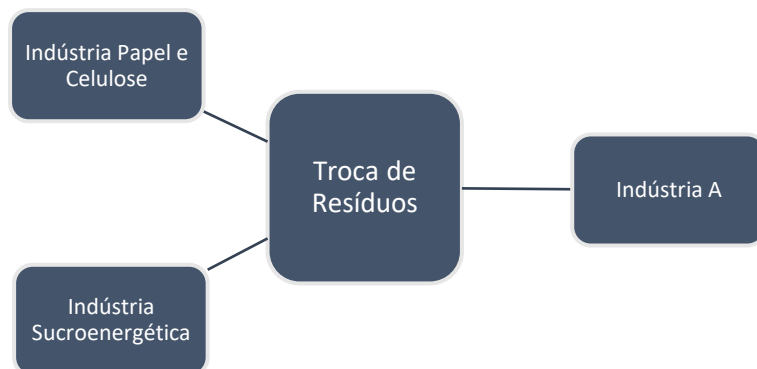 Indústria Papel e
Celulose
Troca de
Resíduos
Indústria A
Indústria
Sucroenergética